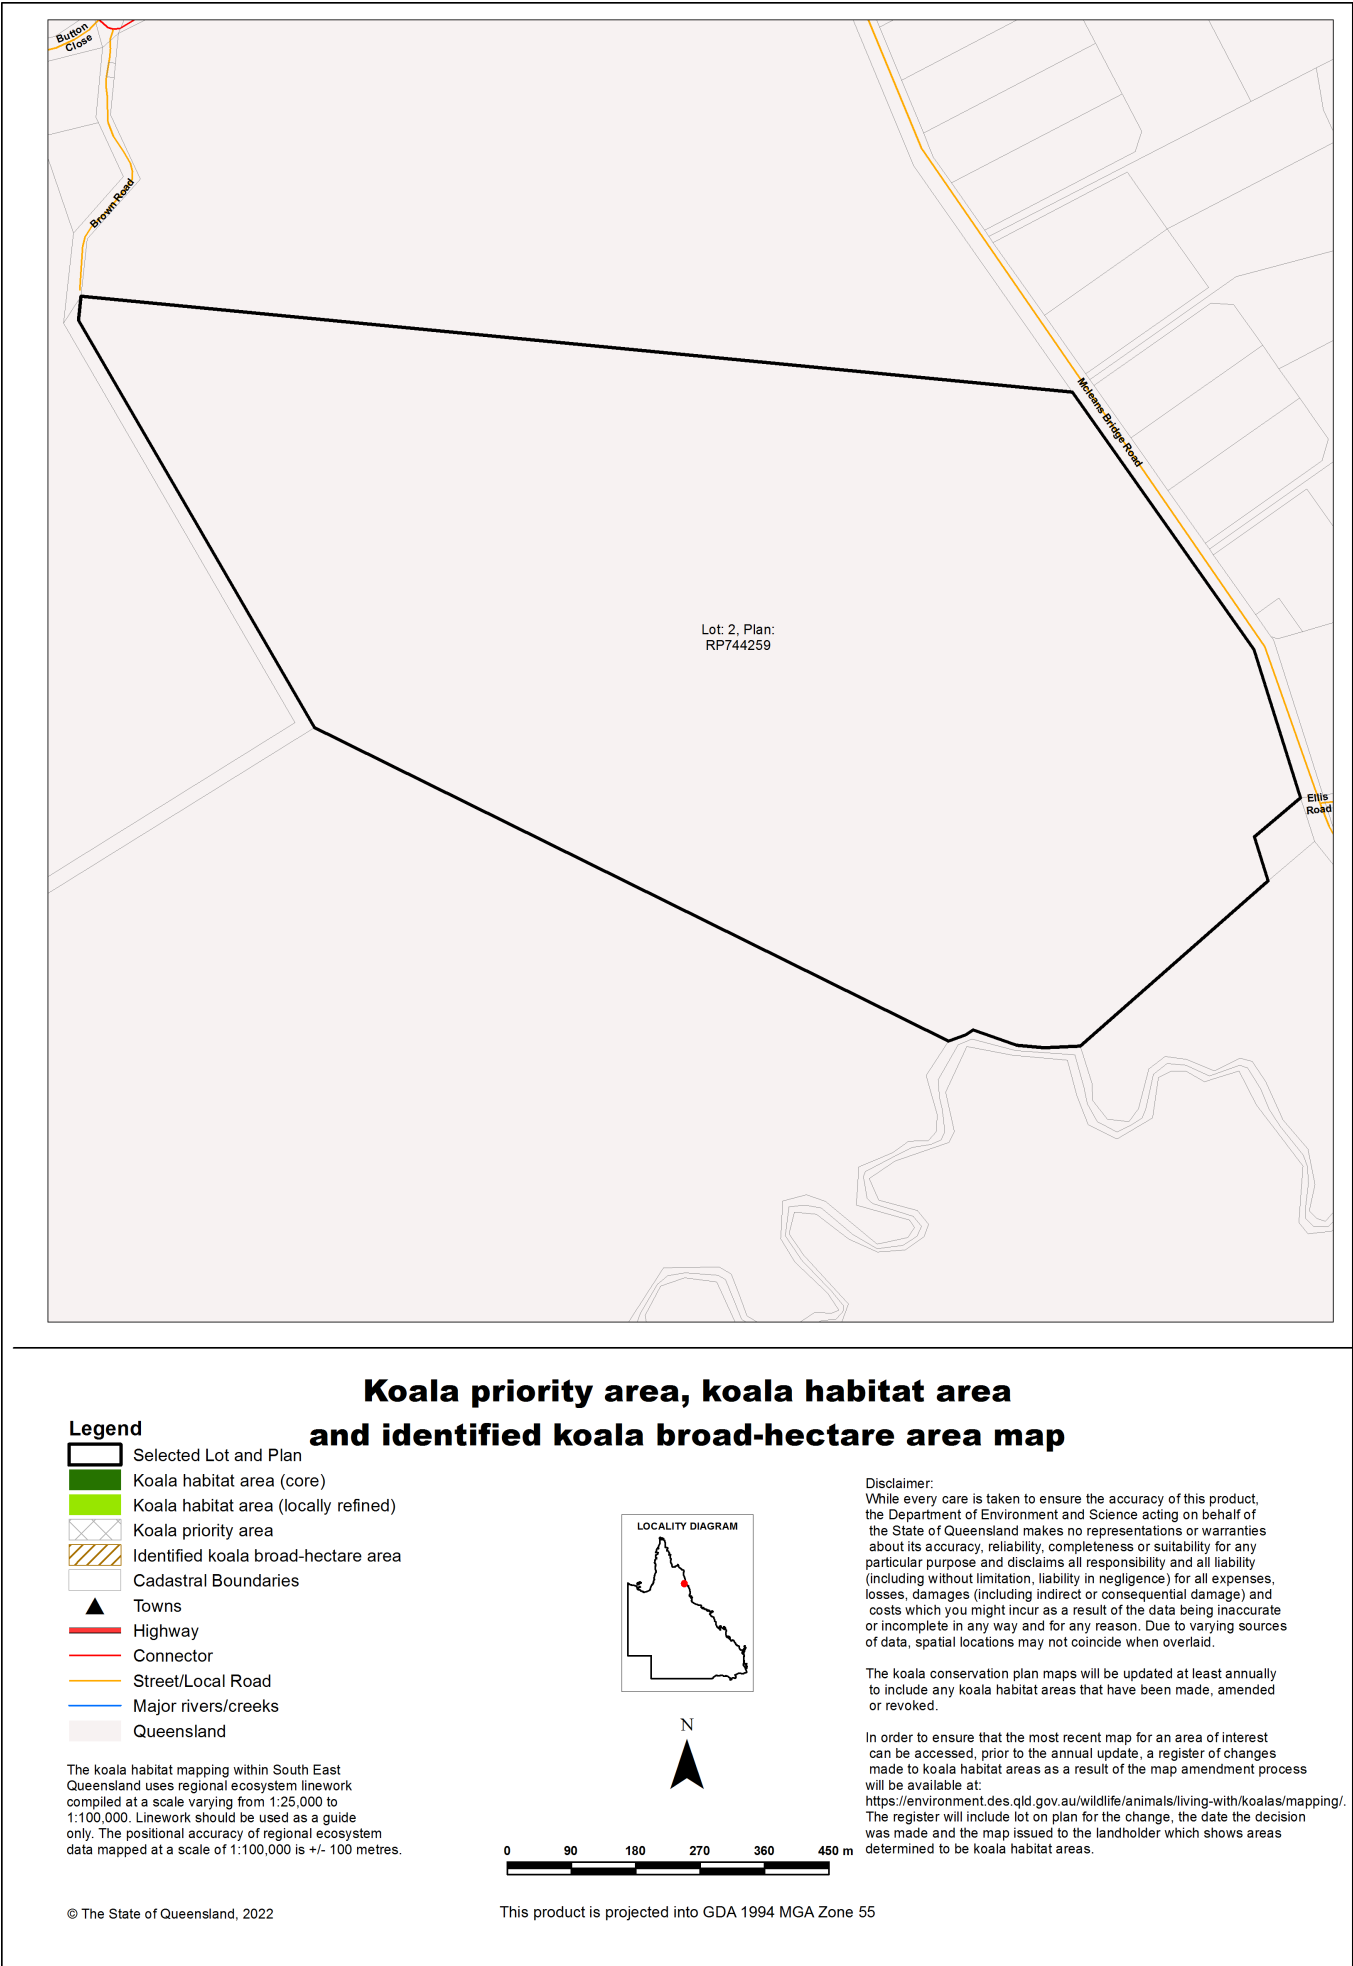 Button
Close
Brown Road
Mcleans Bridge Road
Lot: 2, Plan:
RP744259
Ellis
Road
Koala priority area, koala habitat area
and identified koala broad-hectare area map
Legend
Selected Lot and Plan
Koala habitat area (core)
Koala habitat area (locally refined)
Koala priority area
Identified koala broad-hectare area
Cadastral Boundaries
Towns
Highway
Connector
Street/Local Road
Major rivers/creeks
Queensland
The koala habitat mapping within South East
Queensland uses regional ecosystem linework
compiled at a scale varying from 1:25,000 to
1:100,000. Linework should be used as a guide
only. The positional accuracy of regional ecosystem
data mapped at a scale of 1:100,000 is +/- 100 metres.
© The State of Queensland, 2022
LOCALITY DIAGRAM
N
0 90 180 270 360 450 m
This product is projected into GDA 1994 MGA Zone 55
Disclaimer:
While every care is taken to ensure the accuracy of this product,
the Department of Environment and Science acting on behalf of
the State of Queensland makes no representations or warranties
about its accuracy, reliability, completeness or suitability for any
particular purpose and disclaims all responsibility and all liability
(including without limitation, liability in negligence) for all expenses,
losses, damages (including indirect or consequential damage) and
costs which you might incur as a result of the data being inaccurate
or incomplete in any way and for any reason. Due to varying sources
of data, spatial locations may not coincide when overlaid.
The koala conservation plan maps will be updated at least annually
to include any koala habitat areas that have been made, amended
or revoked.
In order to ensure that the most recent map for an area of interest
can be accessed, prior to the annual update, a register of changes
made to koala habitat areas as a result of the map amendment process
will be available at:
https://environment.des.qld.gov.au/wildlife/animals/living-with/koalas/mapping/.
The register will include lot on plan for the change, the date the decision
was made and the map issued to the landholder which shows areas
determined to be koala habitat areas.